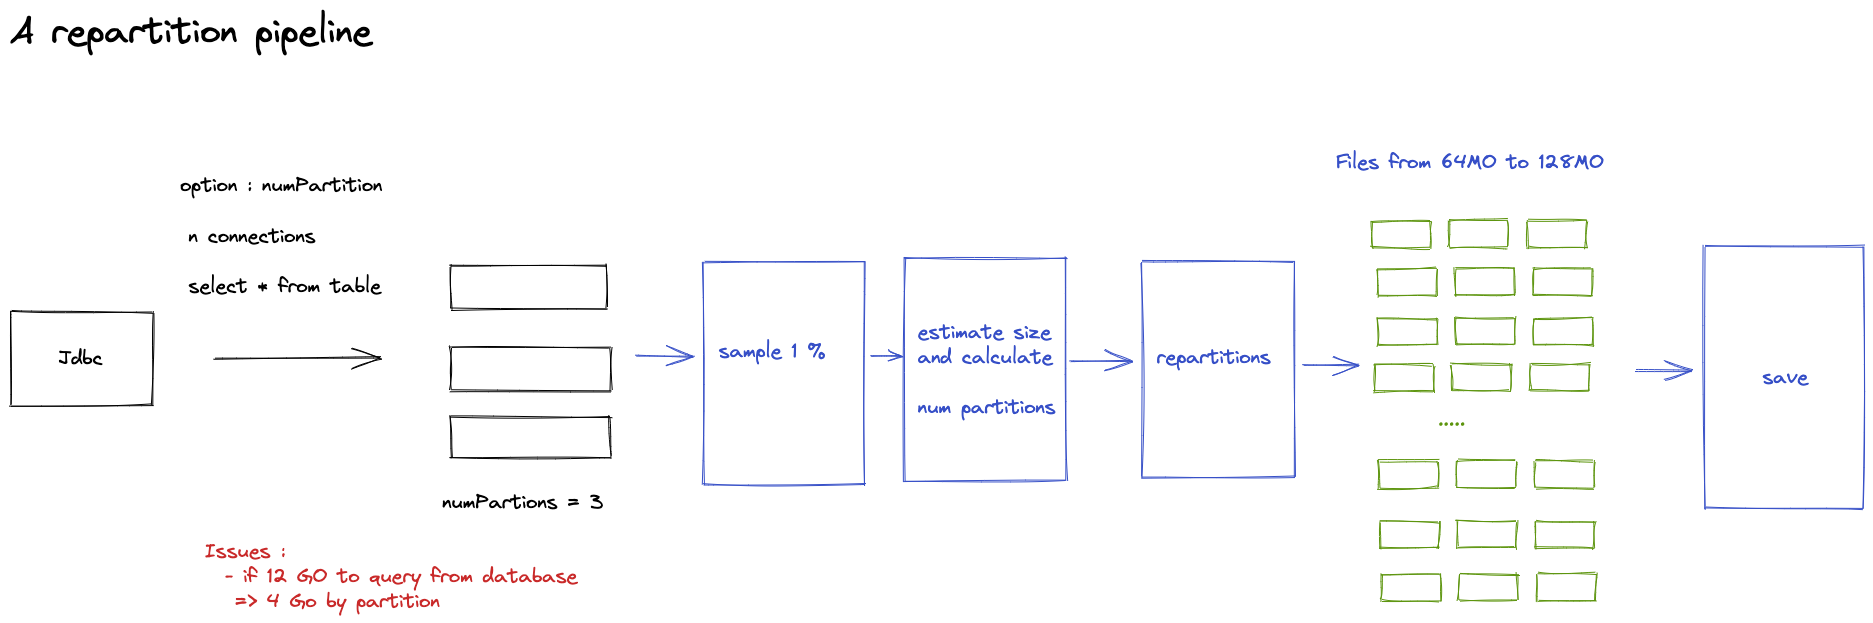 A repartition pipeline
Files from 64MO to 128MO
option : numPartition
n connections
select * from table
Jdbc
numPartions = 3
Issues :
- if 12 GO to query from database
=> 4 Go by partition
sample 1 %
estimate size
and calculate
num partitions
repartitions
.....
save